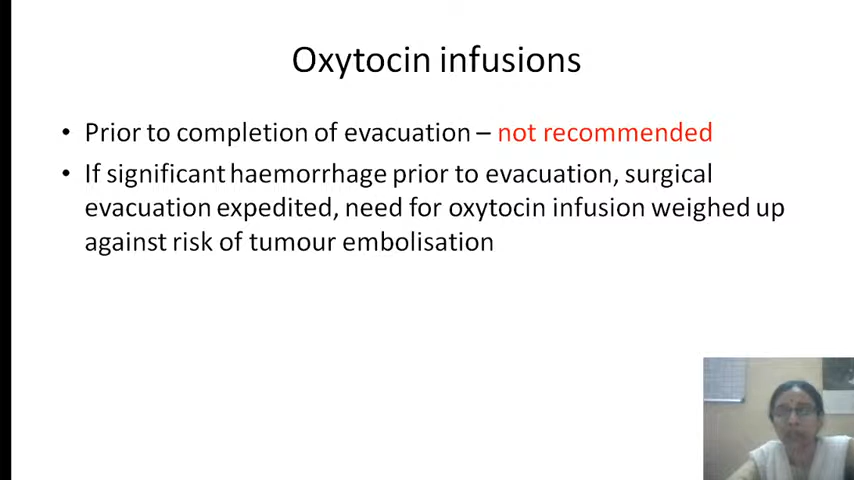 Oxytocin infusions
• Prior to completion of evacuation – not recommended
• If significant haemorrhage prior to evacuation, surgical
evacuation expedited, need for oxytocin infusion weighed up
against risk of tumour embolisation